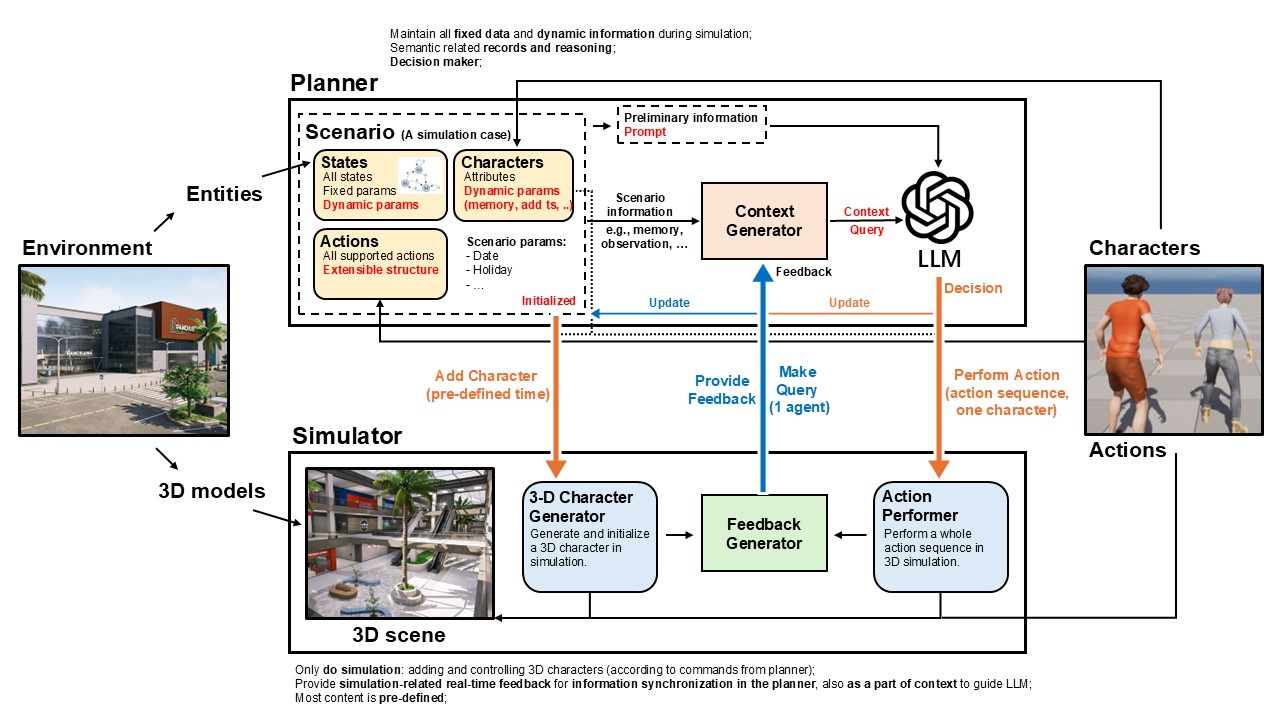 Maintain all fixed data and dynamic information during simulation;
Semantic related records and reasoning;
Decision maker;
Planner
Scenario (A simulation case)
States
All states
Fixed params
Dynamic params
Characters
Attributes
Dynamic params
(memory, add ts, ..)
Actions
All supported actions
Extensible structure
Scenario params:
- Date
- Holiday
- ...
Initialized
Preliminary information
Prompt
Scenario
information
e.g., memory,
observation, ...
Context
Generator
Context
Query
LLM
Feedback
Decision
Update
Update
Entities
Environment
3D models
Characters
Actions
Add Character
(pre-defined time)
Provide
Feedback
Make
Query
(1 agent)
Perform Action
(action sequence,
one character)
Simulator
3D scene
3-D Character
Generator
Generate and initialize
a 3D character in
simulation.
Feedback
Generator
Action
Performer
Perform a whole
action sequence in
3D simulation.
Only do simulation: adding and controlling 3D characters (according to commands from planner);
Provide simulation-related real-time feedback for information synchronization in the planner, also as a part of context to guide LLM;
Most content is pre-defined;